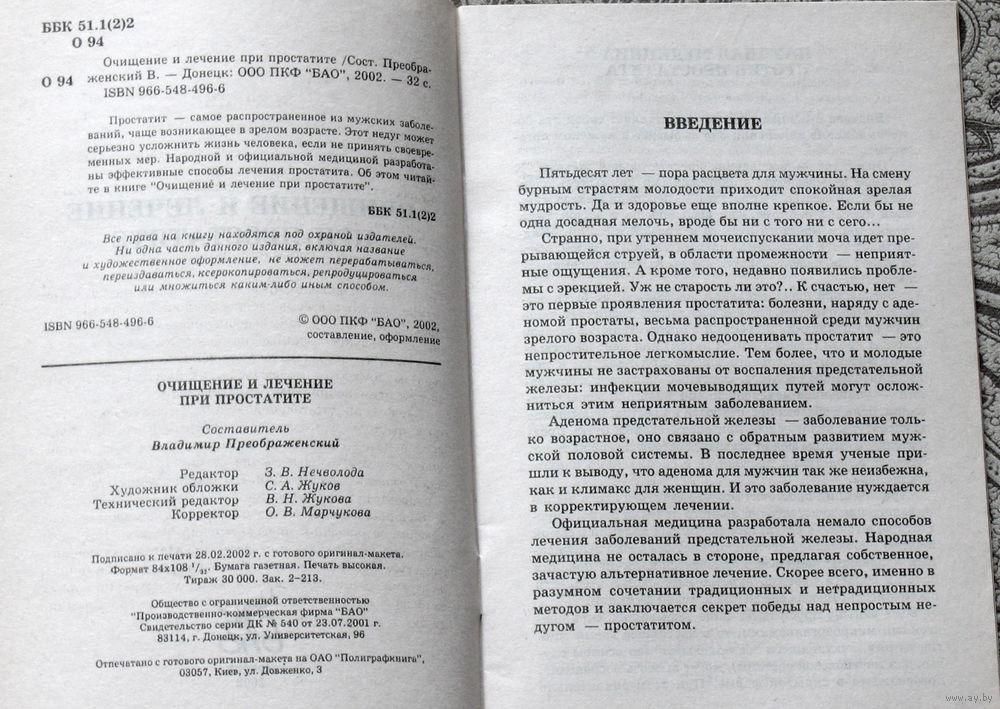 ББК 51.1(2)2
О 94
Очищение и лечение при простатите /Сост. Преобра-
О 94 женский В. — Донецк: ООО ПКФ "БАО", 2002. — 32 с.
ISBN 966-548-496-6
Простатит — самое распространенное из мужских заболе-
ваний, чаще возникающее в зрелом возрасте. Этот недуг может
серьезно усложнить жизнь человека, если не принять своевре-
менных мер. Народной и официальной медициной разработа-
ны эффективные способы лечения простатита. Об этом читай-
те в книге "Очищение и лечение при простатите".
ББК 51.1(2)2
Все права на книгу находятся под охраной издателей.
Ни одна часть данного издания, включая название
и художественное оформление, не может перерабатываться,
переиздаваться, ксерокопироваться, репродуцироваться
или множиться каким-либо иным способом.
ISBN 966-548-496-6
© ООО ПКФ "БАО", 2002,
составление, оформление
ОЧИЩЕНИЕ И ЛЕЧЕНИЕ
ПРИ ПРОСТАТИТЕ
Составитель
Владимир Преображенский
Редактор З. В. Нечволода
Художник обложки С. А. Жуков
Технический редактор В. Н. Жукова
Корректор О. В. Марчукова
Подписано к печати 28.02.2002 г. с готового оригинал-макета.
Формат 84х108 1/32. Бумага газетная. Печать высокая.
Тираж 30 000. Зак. 2–213.
Общество с ограниченной ответственностью
"Производственно-коммерческая фирма "БАО"
Свидетельство серии ДК № 540 от 23.07.2001 г.
83114, г. Донецк, ул. Университетская, 96
Отпечатано с готового оригинал-макета на ОАО "Полиграфкнига",
03057, Киев, ул. Довженко, 3
ВВЕДЕНИЕ
Пятьдесят лет — пора расцвета для мужчины. На смену
бурным страстям молодости приходит спокойная зрелая
мудрость. Да и здоровье еще вполне крепкое. Если бы не
одна досадная мелочь, вроде бы ни с того ни с сего...
Странно, при утреннем мочеиспускании моча идет пре-
рывающейся струей, в области промежности — неприят-
ные ощущения. А кроме того, недавно появились пробле-
мы с эрекцией. Уж не старость ли это?.. К счастью, нет —
это первые проявления простатита: болезни, наряду с аде-
номой простаты, весьма распространенной среди мужчин
зрелого возраста. Однако недооценивать простатит — это
непростительное легкомыслие. Тем более, что и молодые
мужчины не застрахованы от воспаления предстательной
железы: инфекции мочевыводящих путей могут ослож-
ниться этим неприятным заболеванием.
Аденома предстательной железы — заболевание толь-
ко возрастное, оно связано с обратным развитием муж-
ской половой системы. В последнее время ученые при-
шли к выводу, что аденома для мужчин так же неизбежна,
как и климакс для женщин. И это заболевание нуждается
в корректирующем лечении.
Официальная медицина разработала немало способов
лечения заболеваний предстательной железы. Народная
медицина не осталась в стороне, предлагая собственное,
зачастую альтернативное лечение. Скорее всего, именно в
разумном сочетании традиционных и нетрадиционных
методов и заключается секрет победы над непростым не-
дугом — простатитом.
www.ay.by